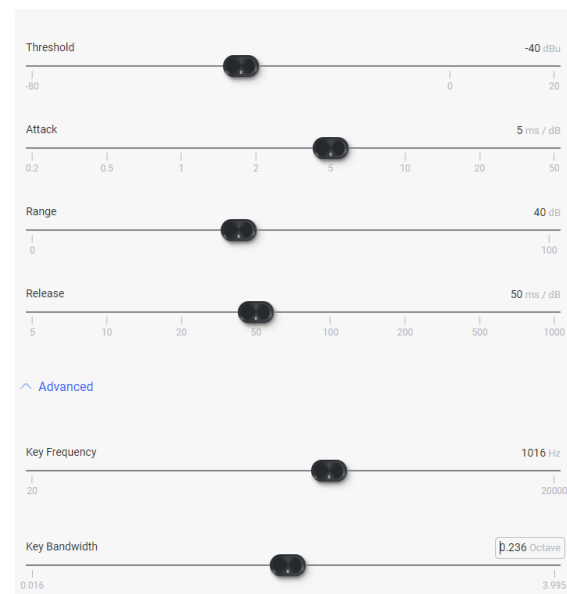 Threshold -40 dBu
-80 0 20
Attack 5 ms / dB
0.2 0.5 1 2 5 10 20 50
Range 40 dB
0 100
Release 50 ms / dB
5 10 20 50 100 200 500 1000
Advanced
Key Frequency 1016 Hz
20 20000
Key Bandwidth 0.236 Octave
0.016 3.995